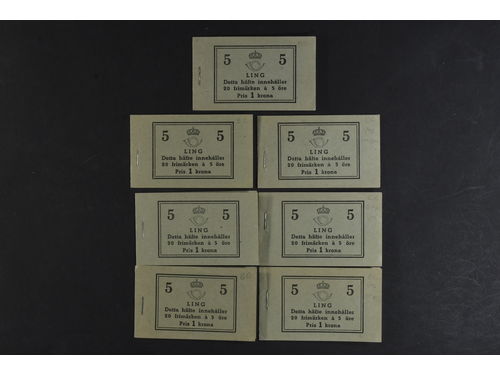 5 5
LING
Detta häfte innehåller
20 frimärken à 5 öre
Pris 1 krona
5 5
LING
Detta häfte innehåller
20 frimärken à 5 öre
Pris 1 krona
5 5
LING
Detta häfte innehåller
20 frimärken à 5 öre
Pris 1 krona
5 5
LING
Detta häfte innehåller
20 frimärken à 5 öre
Pris 1 krona
5 5
LING
Detta häfte innehåller
20 frimärken à 5 öre
Pris 1 krona
5 5
LING
Detta häfte innehåller
20 frimärken à 5 öre
Pris 1 krona
5 5
LING
Detta häfte innehåller
20 frimärken à 5 öre
Pris 1 krona